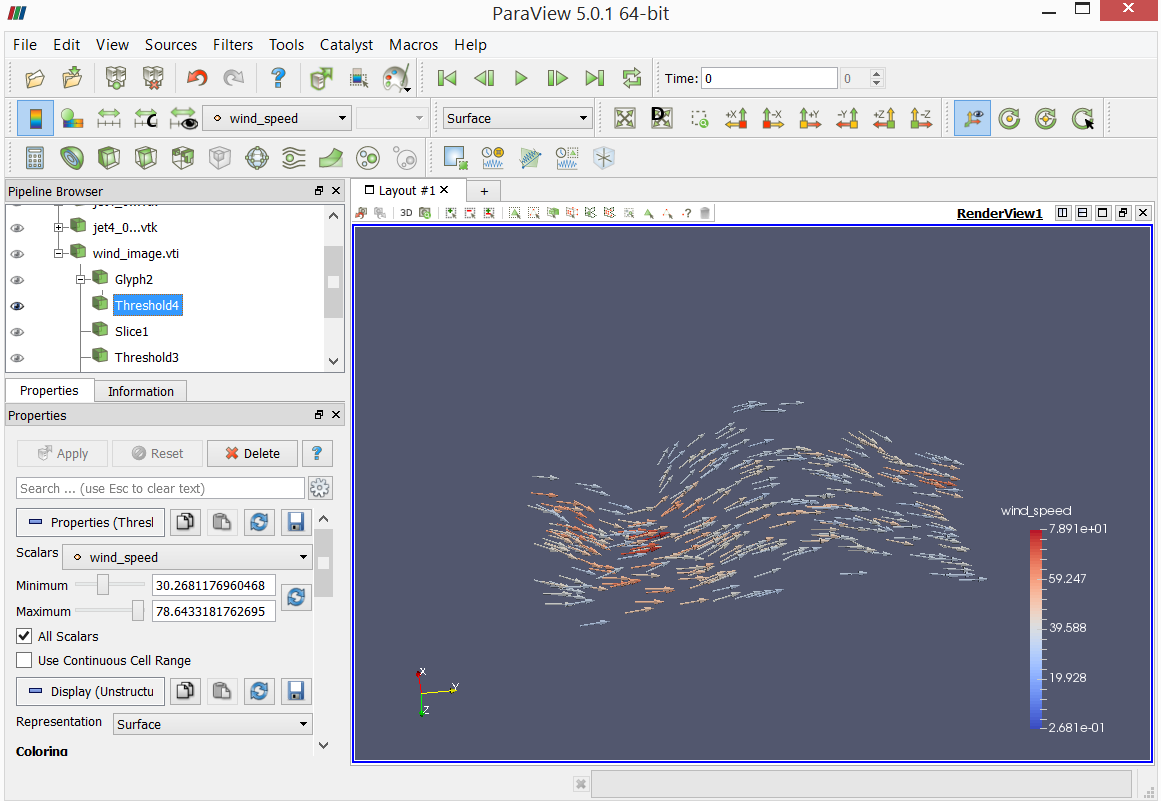 ParaView 5.0.1 64-bit
File Edit View Sources Filters Tools Catalyst Macros Help
Time: 0 0
wind_speed Surface
+X -X +Y -Y +Z -Z
Pipeline Browser
Layout #1
3D
RenderView1
jet4_0...vtk
wind_image.vti
Glyph2
Threshold4
Slice1
Threshold3
Properties Information
Properties
Apply Reset Delete ?
Search ... (use Esc to clear text)
Properties (Thresl
Scalars wind_speed
Minimum 30.2681176960468
Maximum 78.6433181762695
All Scalars
Use Continuous Cell Range
Display (Unstructu
Representation Surface
Coloring
wind_speed
7.891e+01
59.247
39.588
19.928
2.681e-01
X
Y
Z